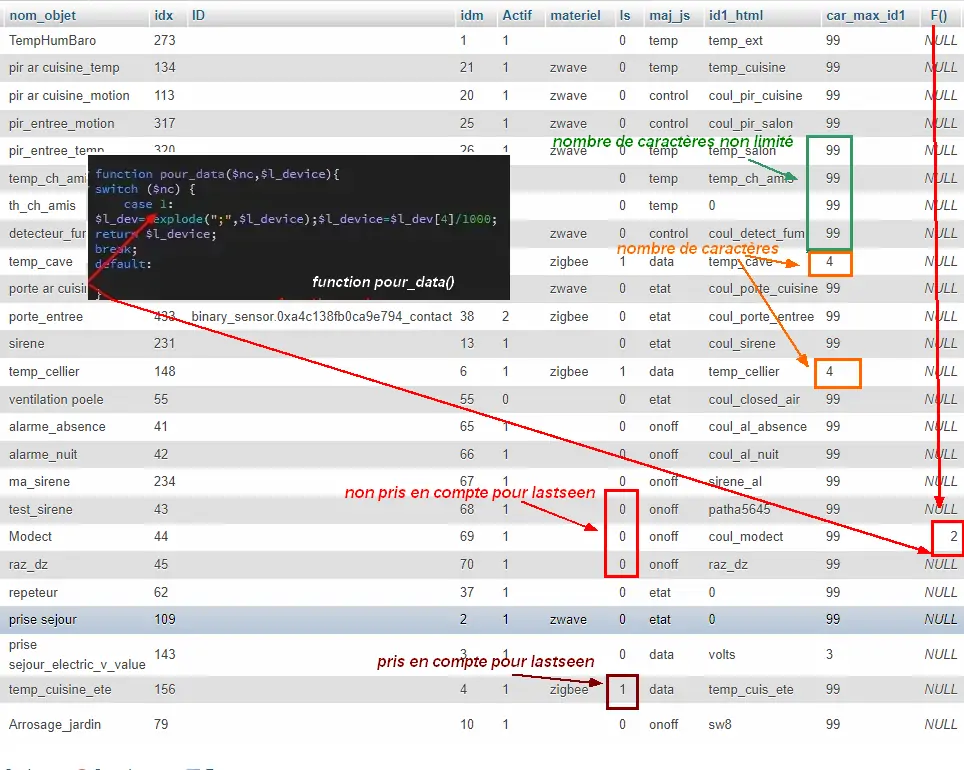 nom_objet idx ID idm Actif materiel ls maj_js id1_html car_max_id1 F()
TempHumBaro 273 1 1 0 temp temp_ext 99 NULL
pir ar cuisine_temp 134 21 1 zwave 0 temp temp_cuisine 99 NULL
pir ar cuisine_motion 113 20 1 zwave 0 control coul_pir_cuisine 99 NULL
pir_entree_motion 317 25 1 zwave 0 control coul_pir_salon 99 NULL
nombre de caractères non limité
pir_entree_temp 320 26 1 zwave 0 temp temp_salon 99 NULL
temp_ch_ami 0 temp temp_ch_amis 99 NULL
th_ch_amis 0 temp 0 99 NULL
detecteur_fum zwave 0 control coul_detect_fum 99 NULL
nombre de caractères
temp_cave zigbee 1 data temp_cave 4 NULL
porte ar cuisin zwave 0 etat coul_porte_cuisine 99 NULL
function pour_data($nc,$l_device){
switch ($nc) {
case 1:
$l_dev=explode(";",$l_device);$l_device=$l_dev[4]/1000;
return $l_device;
break;
default:
}
function pour_data()
porte_entree 433 binary_sensor.0xa4c138fb0ca9e794_contact 38 2 zigbee 0 etat coul_porte_entree 99 NULL
sirene 231 13 1 0 etat coul_sirene 99 NULL
temp_cellier 148 6 1 zigbee 1 data temp_cellier 4 NULL
ventilation poele 55 55 0 0 etat coul_closed_air 99 NULL
alarme_absence 41 65 1 0 onoff coul_al_absence 99 NULL
alarme_nuit 42 66 1 0 onoff coul_al_nuit 99 NULL
ma_sirene 234 67 1 0 onoff sirene_al 99 NULL
non pris en compte pour lastseen
test_sirene 43 68 1 0 onoff patha5645 99 NULL
Modect 44 69 1 0 onoff coul_modect 99 2
raz_dz 45 70 1 0 onoff raz_dz 99 NULL
repeteur 62 37 1 0 etat 0 99 NULL
prise sejour 109 2 1 zwave 0 etat 0 99 NULL
prise
sejour_electric_v_value 143 3 1 0 data volts 3 NULL
pris en compte pour lastseen
temp_cuisine_ete 156 4 1 zigbee 1 data temp_cuis_ete 99 NULL
Arrosage_jardin 79 10 1 0 onoff sw8 99 NULL